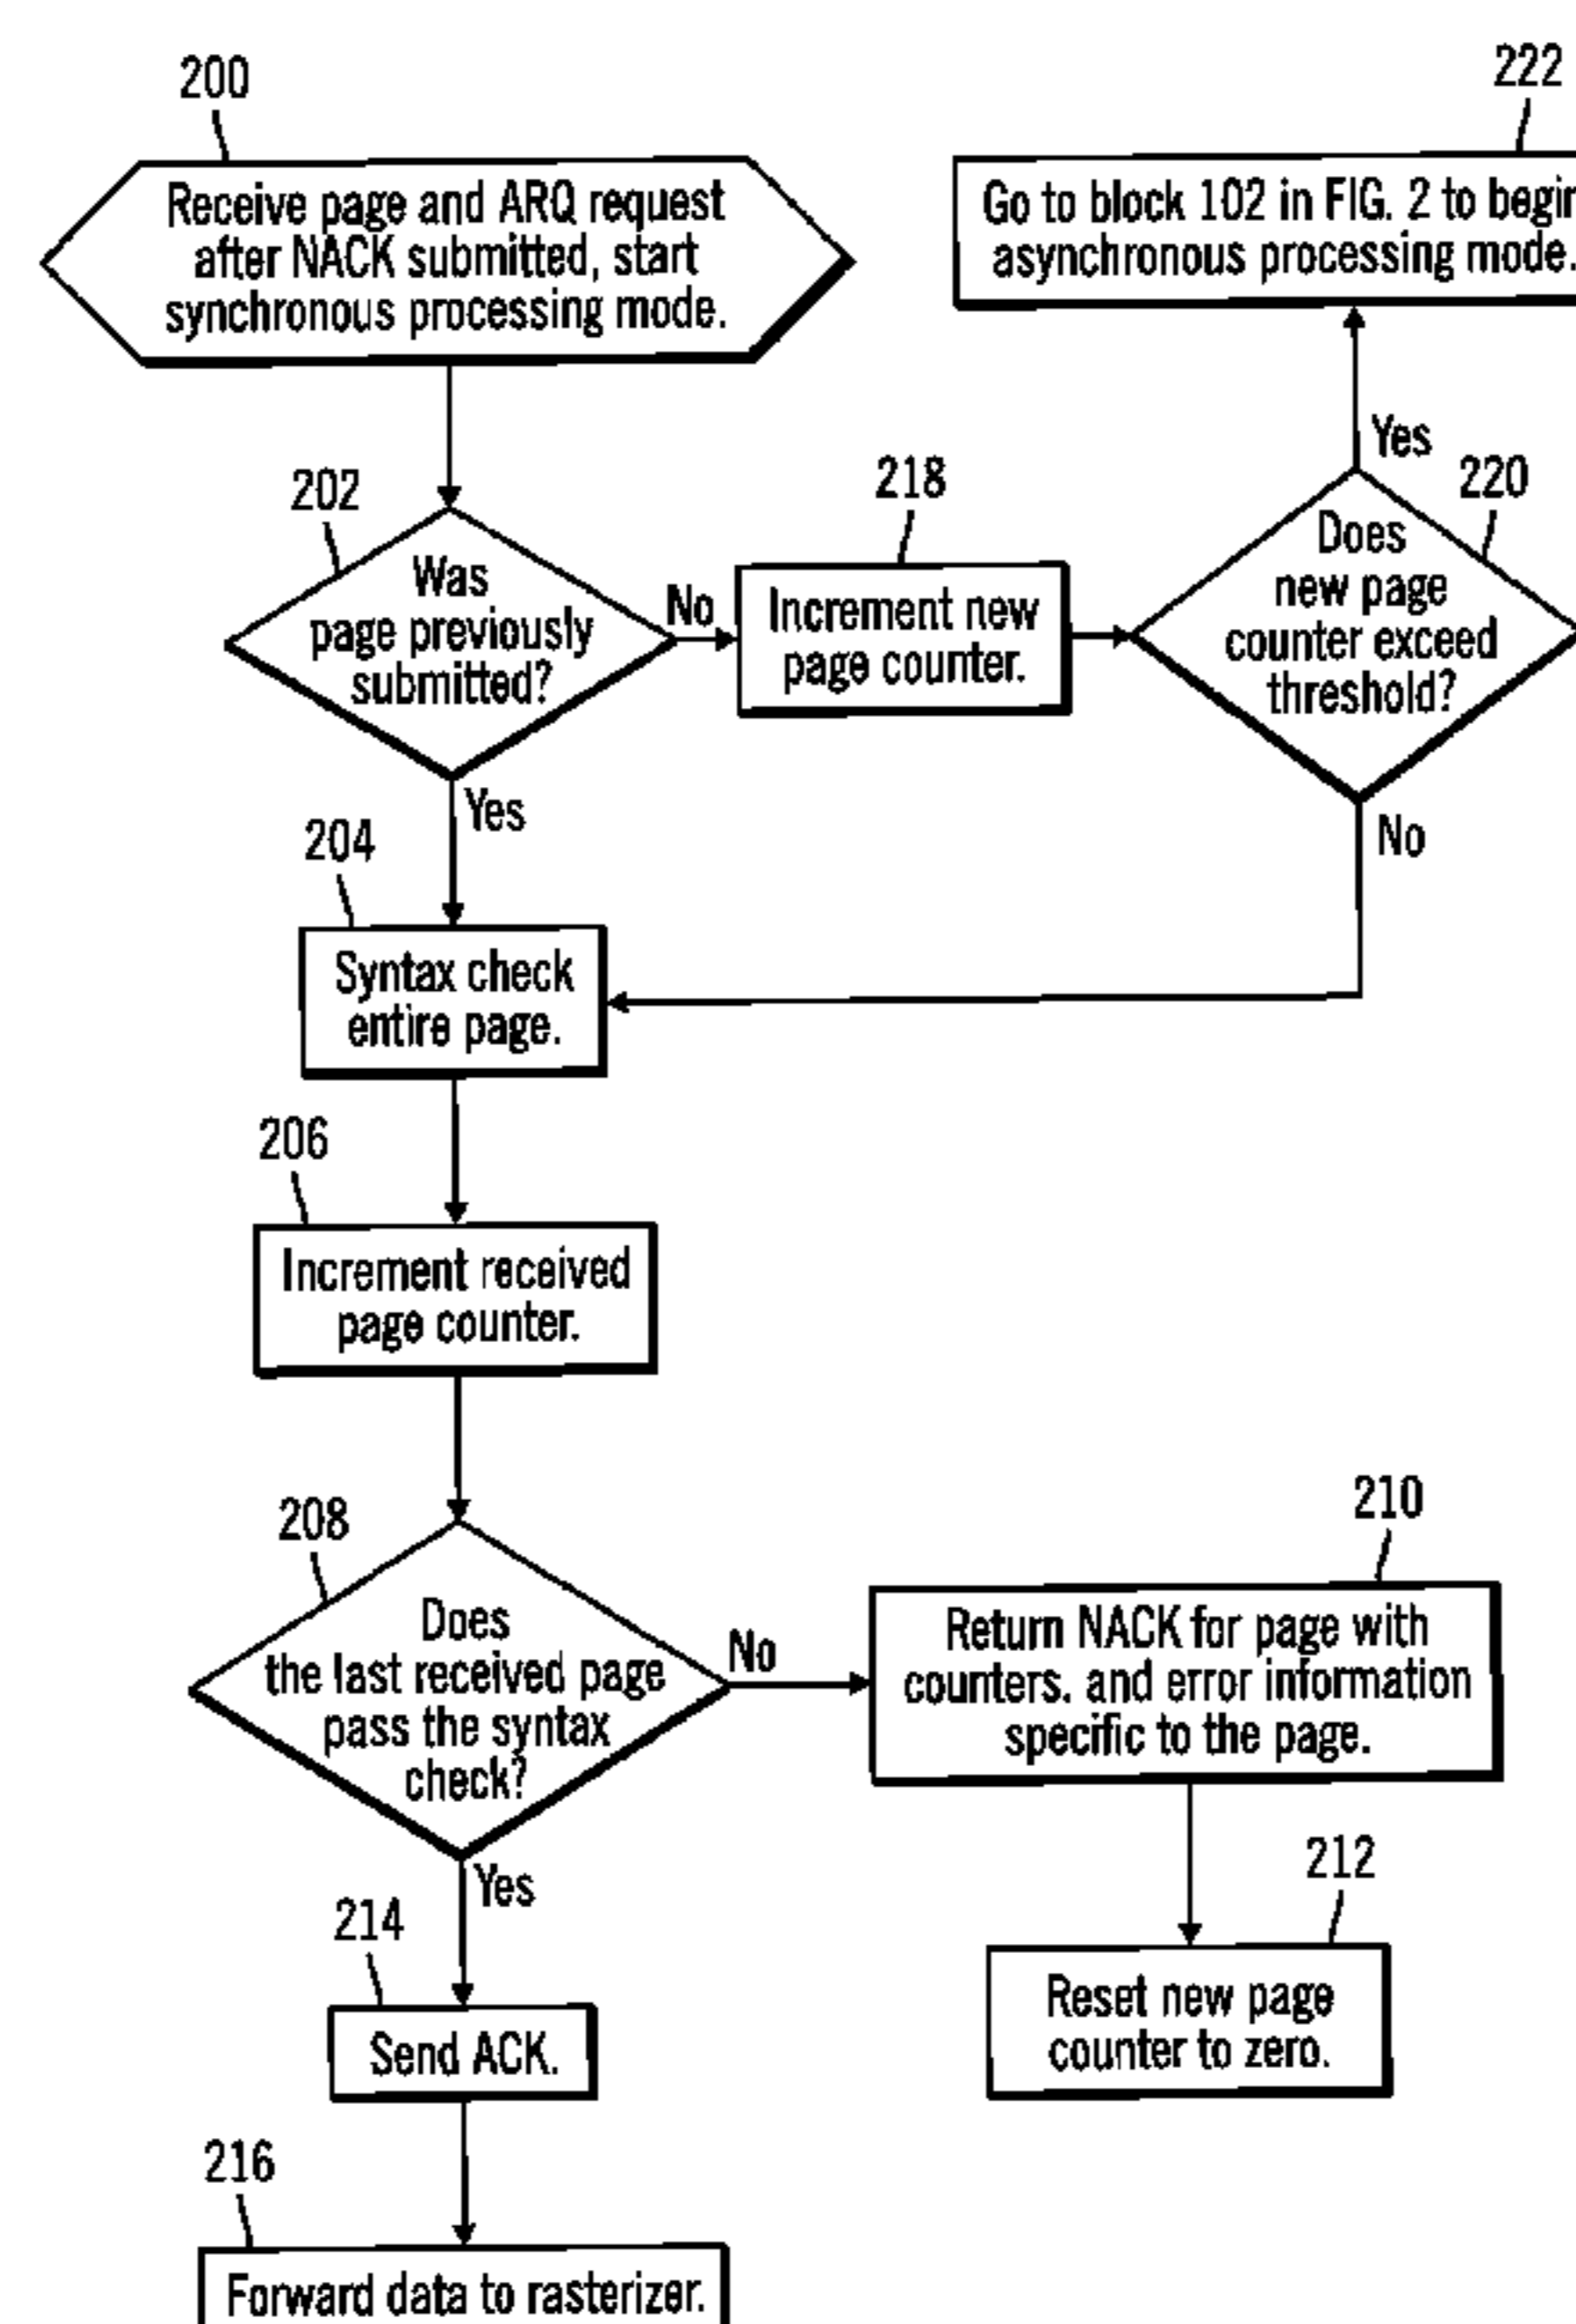 200
Receive page and ARQ request
after NACK submitted, start
synchronous processing mode.
222
Go to block 102 in FIG. 2 to begin
asynchronous processing mode.
202
Was
page previously
submitted?
No
Yes
218
Increment new
page counter.
220
Does
new page
counter exceed
threshold?
Yes
No
204
Syntax check
entire page.
206
Increment received
page counter.
208
Does
the last received page
pass the syntax
check?
No
Yes
210
Return NACK for page with
counters. and error information
specific to the page.
212
Reset new page
counter to zero.
214
Send ACK.
216
Forward data to rasterizer.